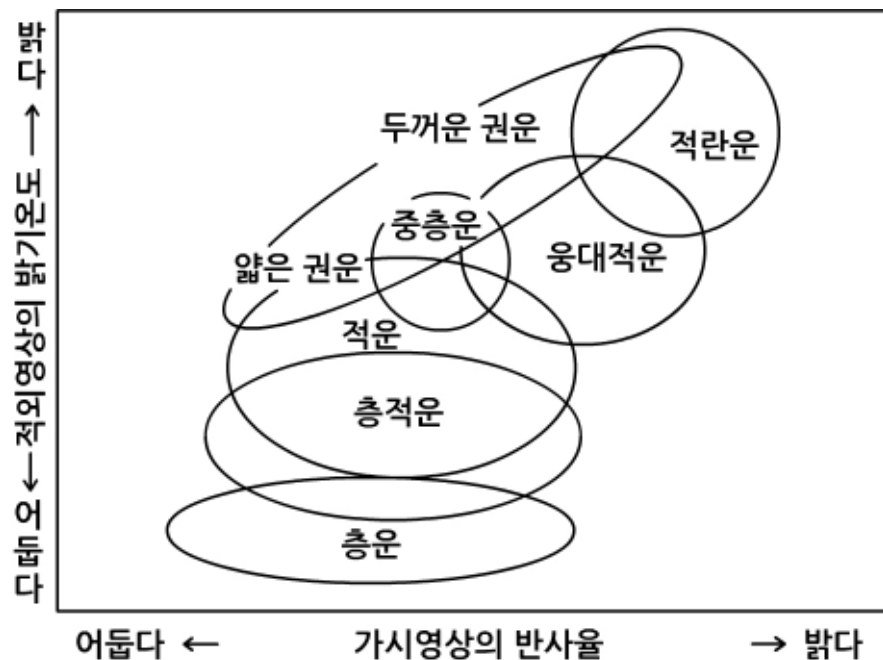 밝다
←적외영상의 밝기온도 →
어둡다
두꺼운 권운
적란운
중층운
얇은 권운
웅대적운
적운
층적운
층운
어둡다 ← 가시영상의 반사율 → 밝다